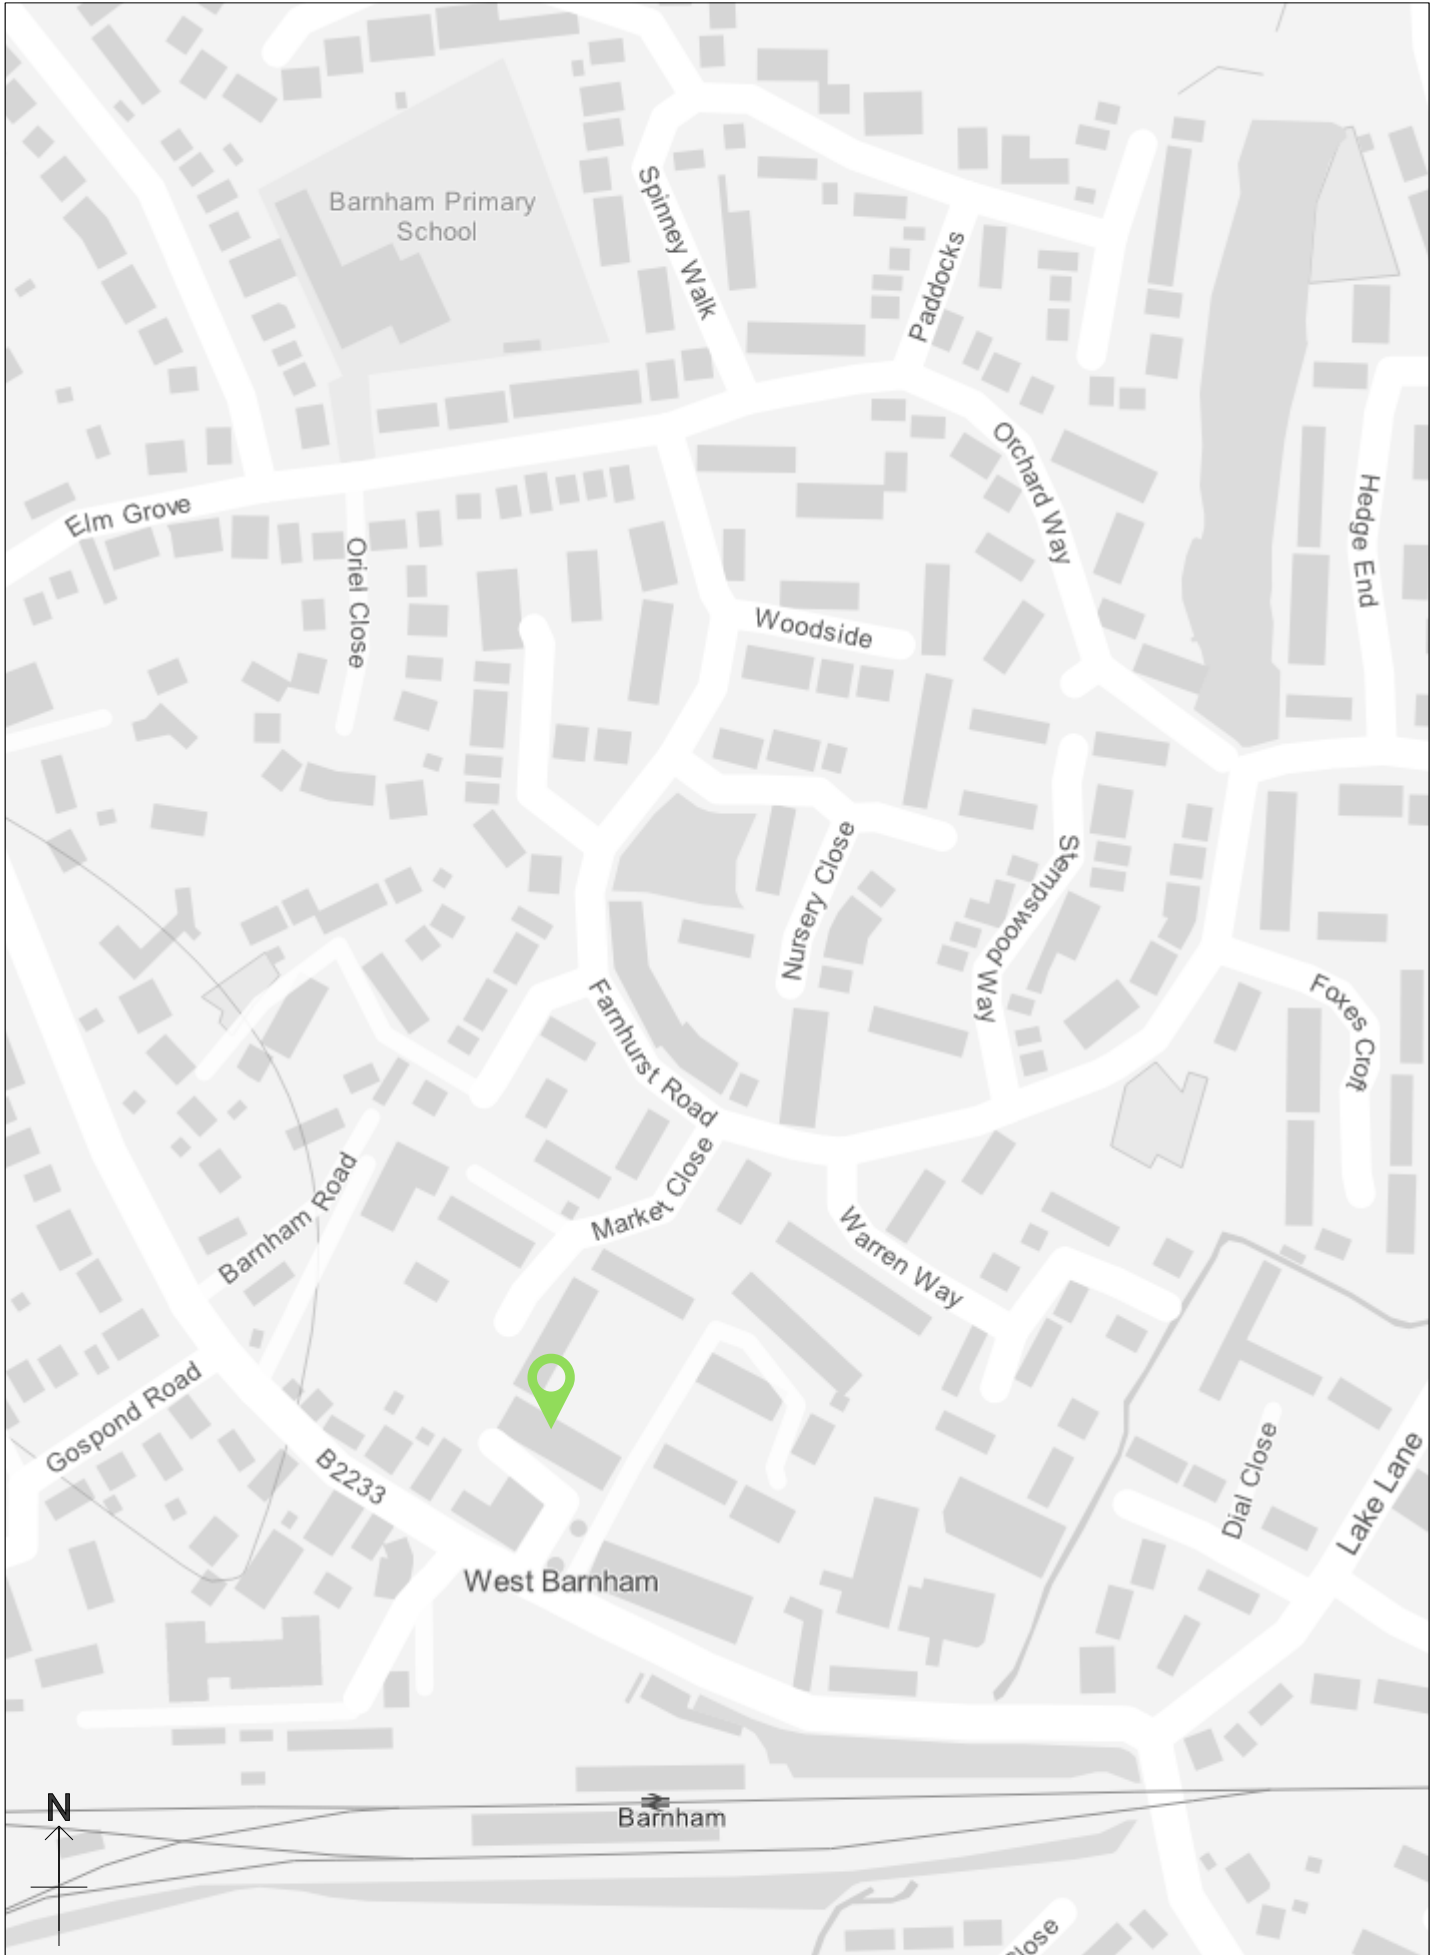 Barnham Primary
School
Spinney Walk
Paddocks
Orchard Way
Hedge End
Elm Grove
Oriel Close
Woodside
Nursery Close
Stempswood Way
Foxes Croft
Farnhurst Road
Market Close
Warren Way
Barnham Road
Gospond Road
B2233
Dial Close
Lake Lane
West Barnham
N
Barnham
Close